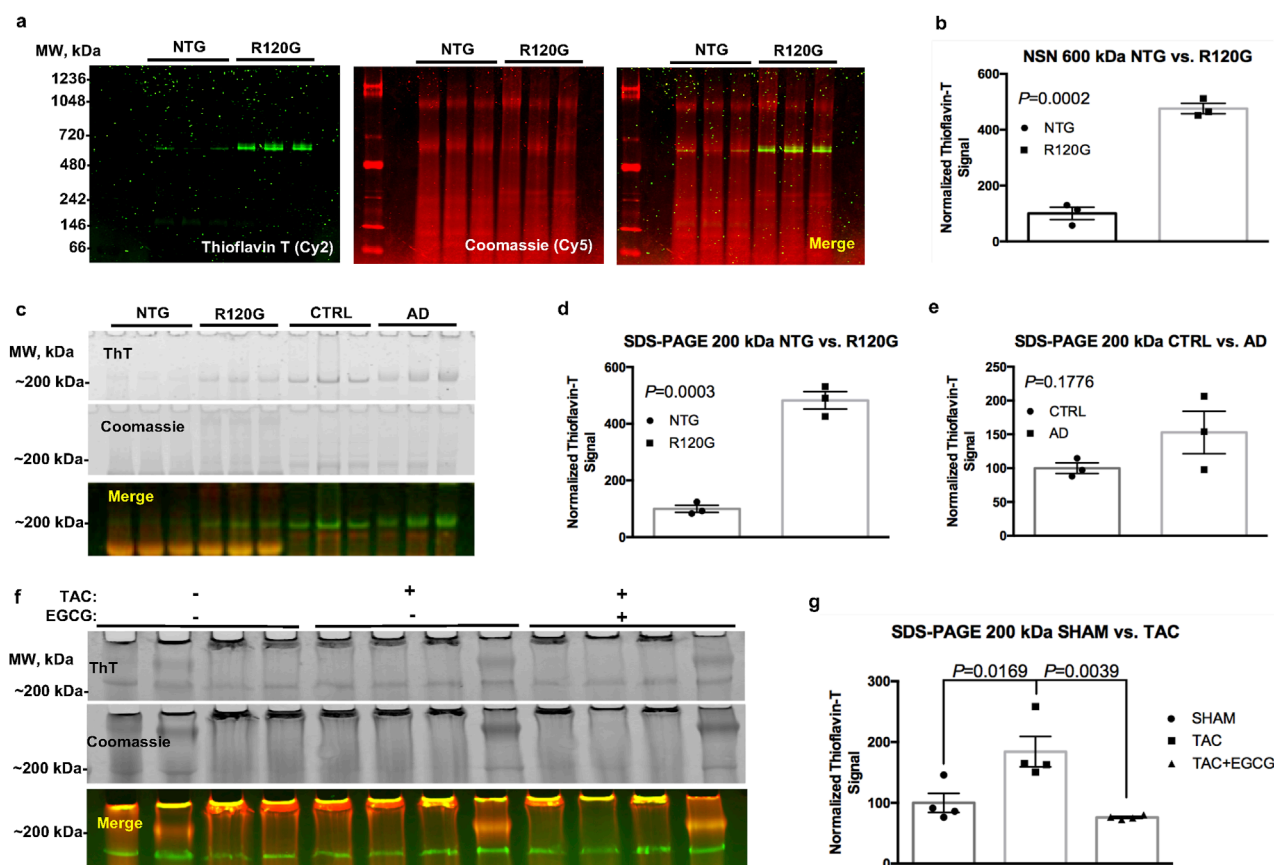 a
MW, kDa
NTG R120G
NTG R120G
NTG R120G
1236
1048
720
480
242
146
66
Thioflavin T (Cy2)
Coomassie (Cy5)
Merge
b
NSN 600 kDa NTG vs. R120G
P=0.0002
NTG
R120G
Normalized Thioflavin-T
Signal
600
400
200
0
c
NTG R120G CTRL AD
MW, kDa
ThT
~200 kDa-
Coomassie
~200 kDa-
Merge
~200 kDa-
d
SDS-PAGE 200 kDa NTG vs. R120G
P=0.0003
NTG
R120G
Normalized Thioflavin-T
Signal
800
600
400
200
0
e
SDS-PAGE 200 kDa CTRL vs. AD
P=0.1776
CTRL
AD
Normalized Thioflavin-T
Signal
250
200
150
100
50
0
f
TAC: - + +
EGCG: - - +
MW, kDa
ThT
~200 kDa-
Coomassie
~200 kDa-
Merge
~200 kDa-
g
SDS-PAGE 200 kDa SHAM vs. TAC
P=0.0169 P=0.0039
SHAM
TAC
TAC+EGCG
Normalized Thioflavin-T
Signal
300
200
100
0